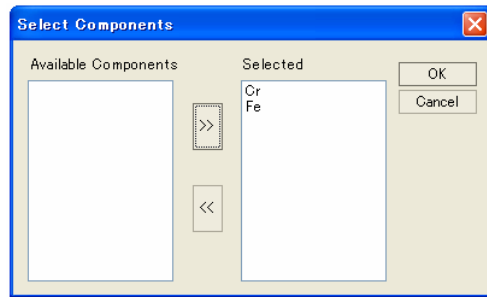 Select Components
Available Components
Selected
OK
Cancel
Cr
Fe
>>
<<